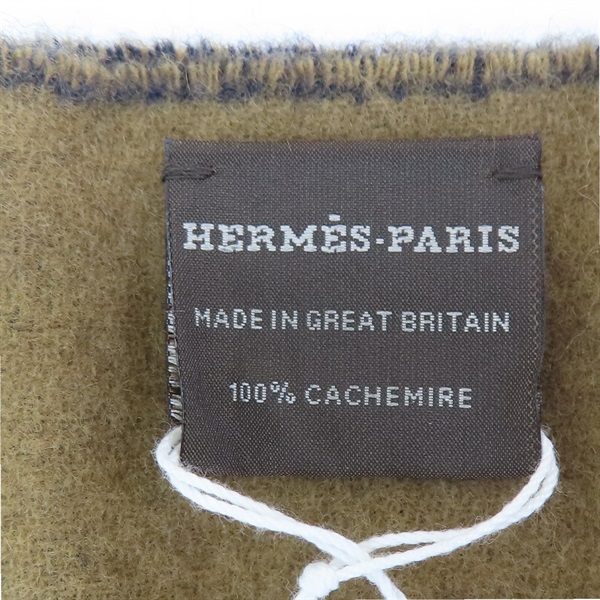 HERMÈS-PARIS
MADE IN GREAT BRITAIN
100% CACHEMIRE